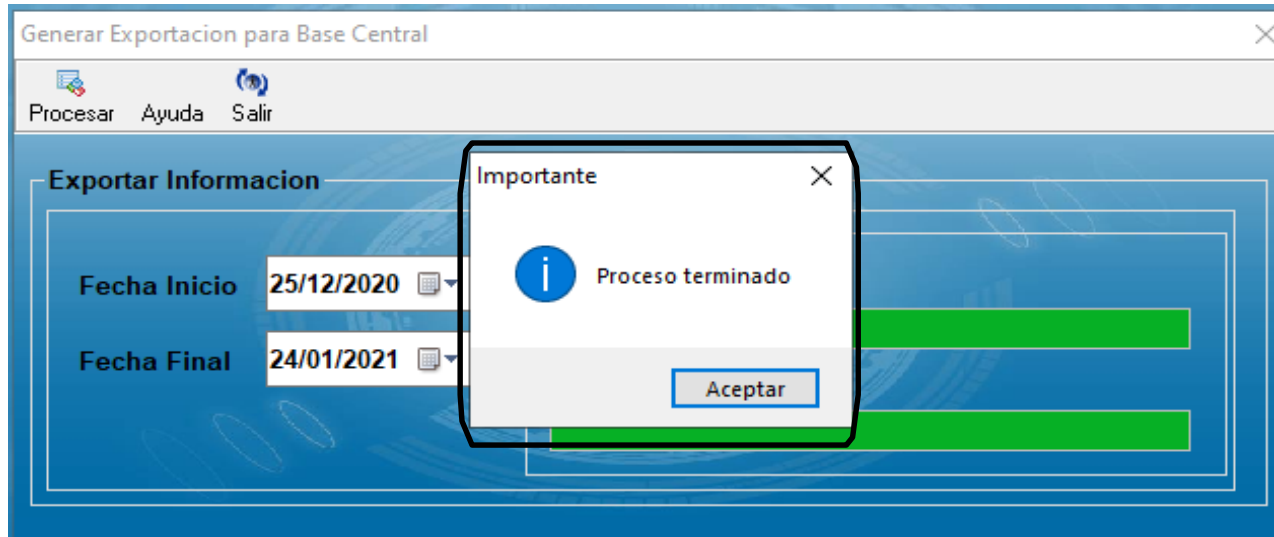 Generar Exportacion para Base Central
Procesar Ayuda Salir
Exportar Informacion
Fecha Inicio 25/12/2020
Fecha Final 24/01/2021
Importante
Proceso terminado
Aceptar